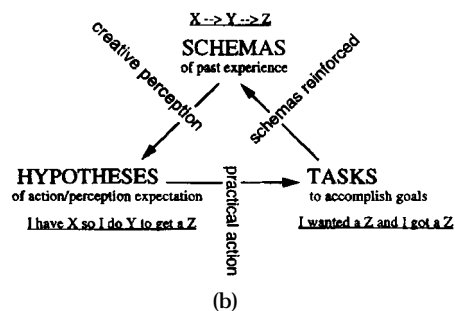 X --> Y --> Z
SCHEMAS
of past experience
creative perception
schemas reinforced
HYPOTHESES
of action/perception expectation
I have X so I do Y to get a Z
practical action
TASKS
to accomplish goals
I wanted a Z and I got a Z
(b)